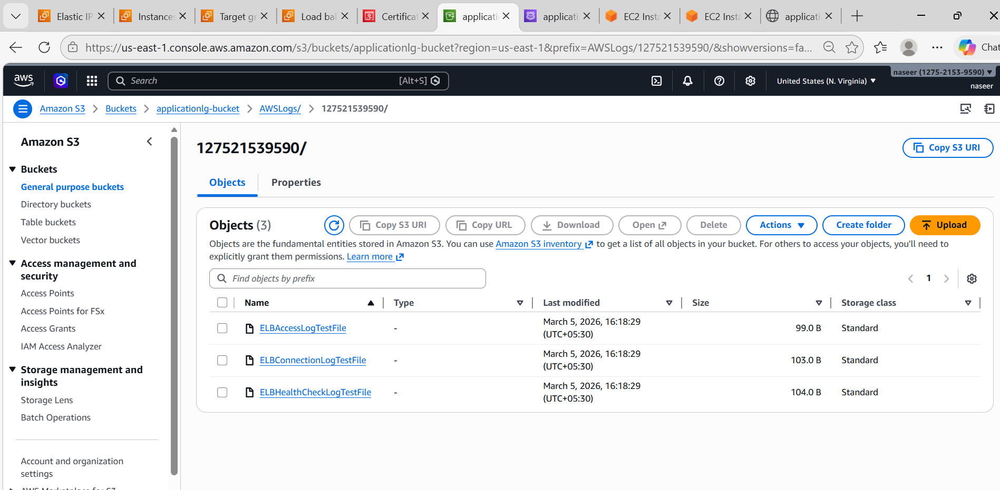 Elastic IP
Instances
Target gr
Load bal
Certificat
applicati
applicati
EC2 Insta
EC2 Insta
applicati
https://us-east-1.console.aws.amazon.com/s3/buckets/applicationlg-bucket?region=us-east-1&prefix=AWSLogs/127521539590/&showversions=fa...
Chat
aws
Search
[Alt+S]
United States (N. Virginia)
naseer (1275-2153-9590)
naseer
Amazon S3
Buckets
applicationlg-bucket
AWSLogs/
127521539590/
Amazon S3
Buckets
General purpose buckets
Directory buckets
Table buckets
Vector buckets
Access management and
security
Access Points
Access Points for FSx
Access Grants
IAM Access Analyzer
Storage management and
insights
Storage Lens
Batch Operations
Account and organization
settings
AWS Marketplace for S3
127521539590/
Copy S3 URI
Objects
Properties
Objects (3)
Copy S3 URI
Copy URL
Download
Open
Delete
Actions
Create folder
Upload
Objects are the fundamental entities stored in Amazon S3. You can use Amazon S3 inventory to get a list of all objects in your bucket. For others to access your objects, you'll need to
explicitly grant them permissions. Learn more
Find objects by prefix
1
Name Type Last modified Size Storage class
ELBAccessLogTestFile - March 5, 2026, 16:18:29 99.0 B Standard
(UTC+05:30)
ELBConnectionLogTestFile - March 5, 2026, 16:18:29 103.0 B Standard
(UTC+05:30)
ELBHealthCheckLogTestFile - March 5, 2026, 16:18:29 104.0 B Standard
(UTC+05:30)